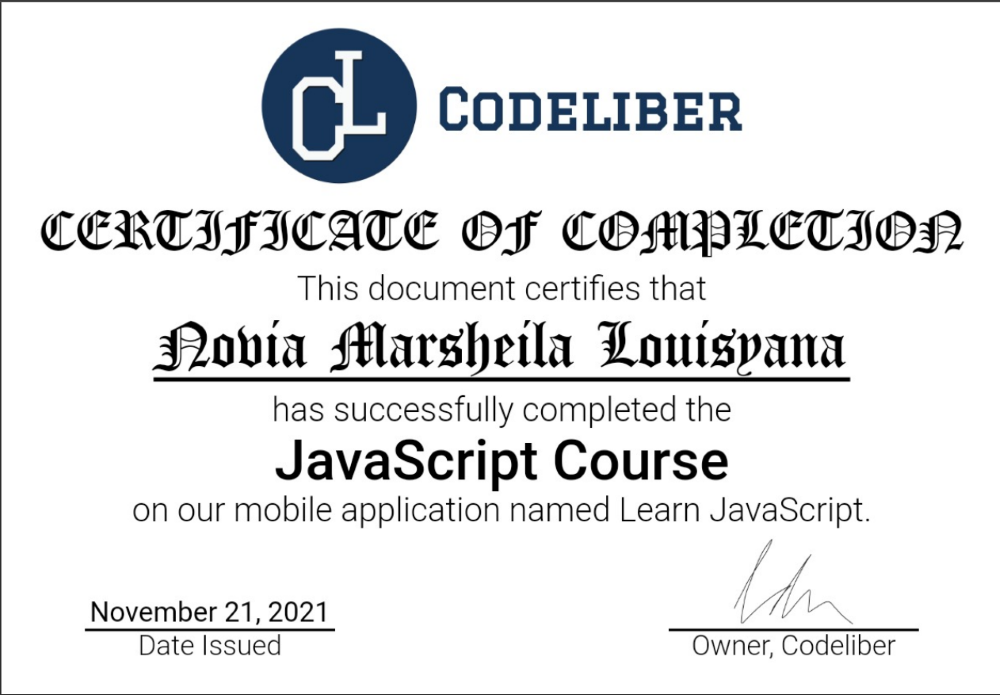 CL
CODELIBER
CERTIFICATE OF COMPLETION
This document certifies that
Novia Marsheila Louisyana
has successfully completed the
JavaScript Course
on our mobile application named Learn JavaScript.
November 21, 2021
Date Issued
Owner, Codeliber